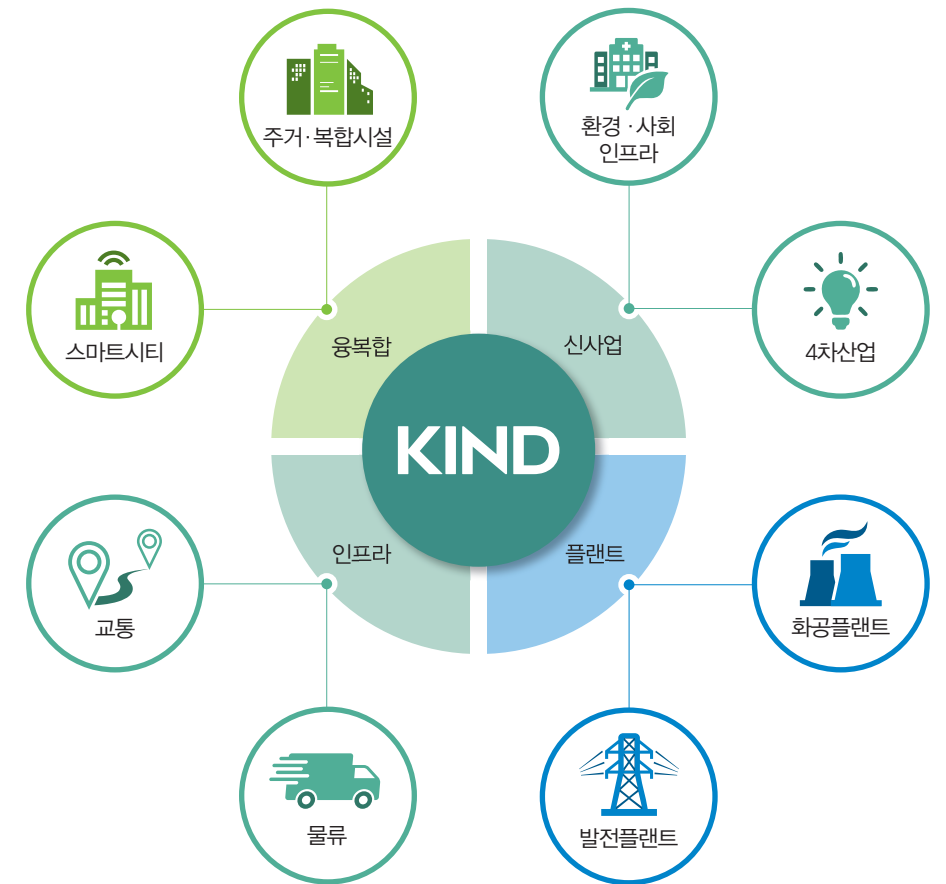 주거·복합시설
환경·사회
인프라
스마트시티
4차산업
융복합
신사업
KIND
인프라
플랜트
교통
화공플랜트
물류
발전플랜트